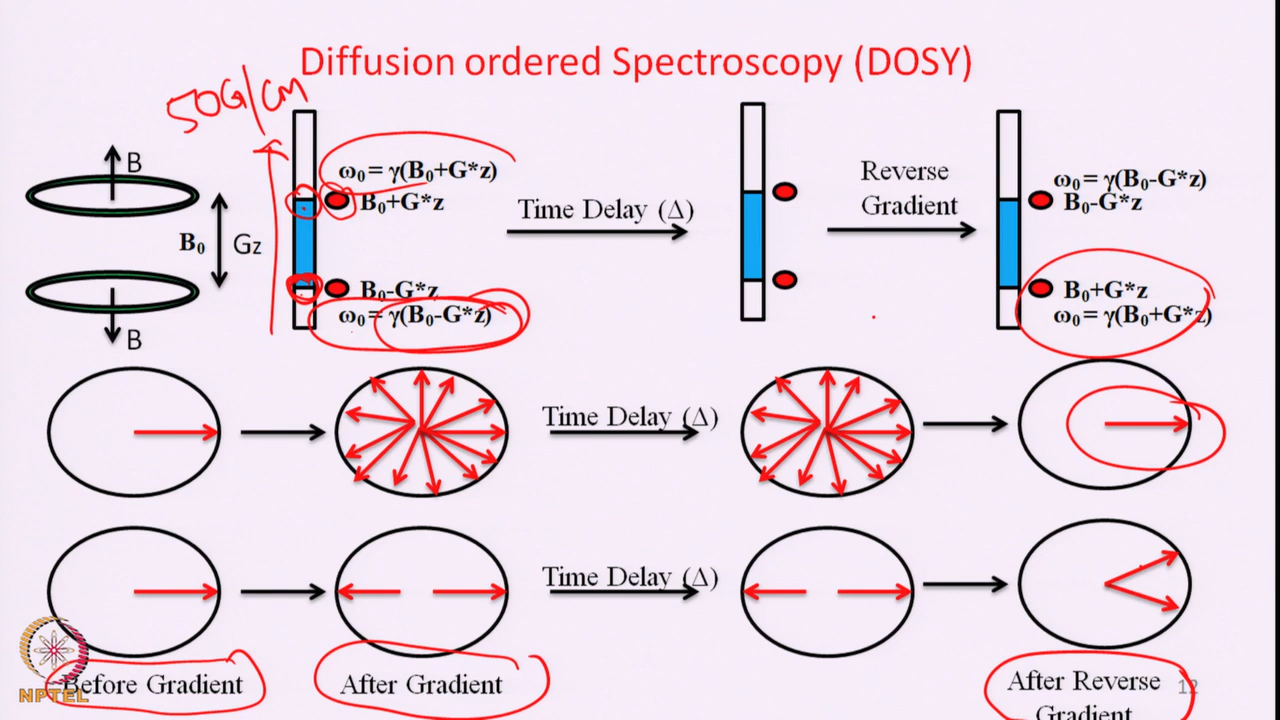 Diffusion ordered Spectroscopy (DOSY)
50G/cm
B
B₀
Gz
B
ω₀= γ(B₀+G*z)
B₀+G*z
B₀-G*z
ω₀= γ(B₀-G*z)
Time Delay (Δ)
Reverse
Gradient
ω₀= γ(B₀-G*z)
B₀-G*z
B₀+G*z
ω₀= γ(B₀+G*z)
Time Delay (Δ)
Time Delay (Δ)
Before Gradient
After Gradient
After Reverse
Gradient
12
NPTEL